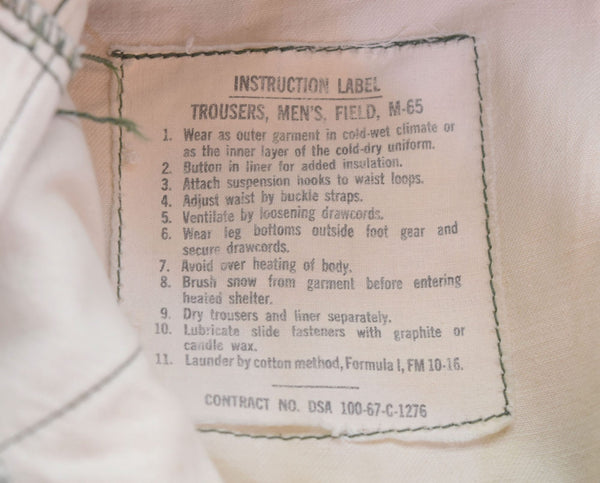 INSTRUCTION LABEL
TROUSERS, MEN'S, FIELD, M-65
1. Wear as outer garment in cold-wet climate or
as the inner layer of the cold-dry uniform.
2. Button in liner for added insulation.
3. Attach suspension hooks to waist loops.
4. Adjust waist by buckle straps.
5. Ventilate by loosening drawcords.
6. Wear leg bottoms outside foot gear and
secure drawcords.
7. Avoid over heating of body.
8. Brush snow from garment before entering
heated shelter.
9. Dry trousers and liner separately.
10. Lubricate slide fasteners with graphite or
candle wax.
11. Launder by cotton method, Formula I, FM 10-16.
CONTRACT NO. DSA 100-67-C-1276